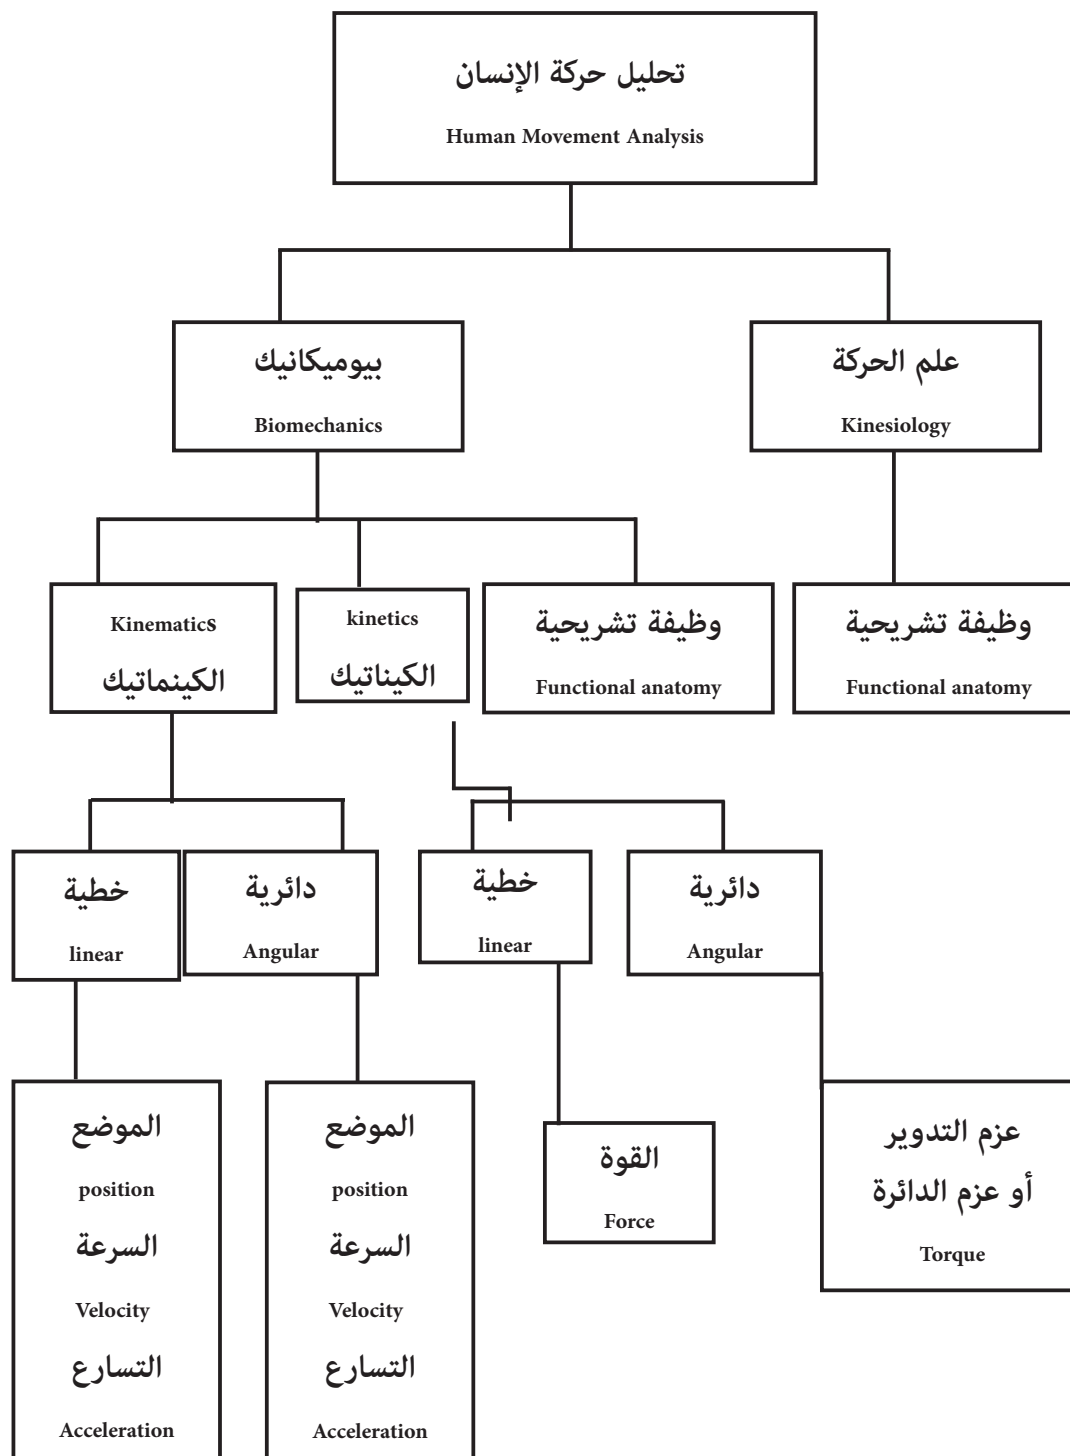 تحليل حركة الإنسان
Human Movement Analysis
بيوميكانيك
Biomechanics
علم الحركة
Kinesiology
Kinematics
الكينماتيك
kinetics
الكيناتيك
وظيفة تشريحية
Functional anatomy
وظيفة تشريحية
Functional anatomy
خطية
linear
دائرية
Angular
خطية
linear
دائرية
Angular
الموضع
position
السرعة
Velocity
التسارع
Acceleration
الموضع
position
السرعة
Velocity
التسارع
Acceleration
القوة
Force
عزم التدوير
أو عزم الدائرة
Torque